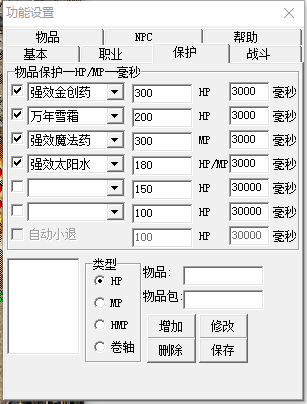 功能设置
物品 NPC 帮助
基本 职业 保护 战斗
物品保护—HP/MP—毫秒
强效金创药 300 HP 3000 毫秒
万年雪霜 200 HP 3000 毫秒
强效魔法药 300 MP 3000 毫秒
强效太阳水 180 HP/MP 3000 毫秒
150 HP 30000 毫秒
100 HP 30000 毫秒
自动小退 100 HP 30000 毫秒
类型
HP
MP
HMP
卷轴
物品:
物品包:
增加 修改
删除 保存